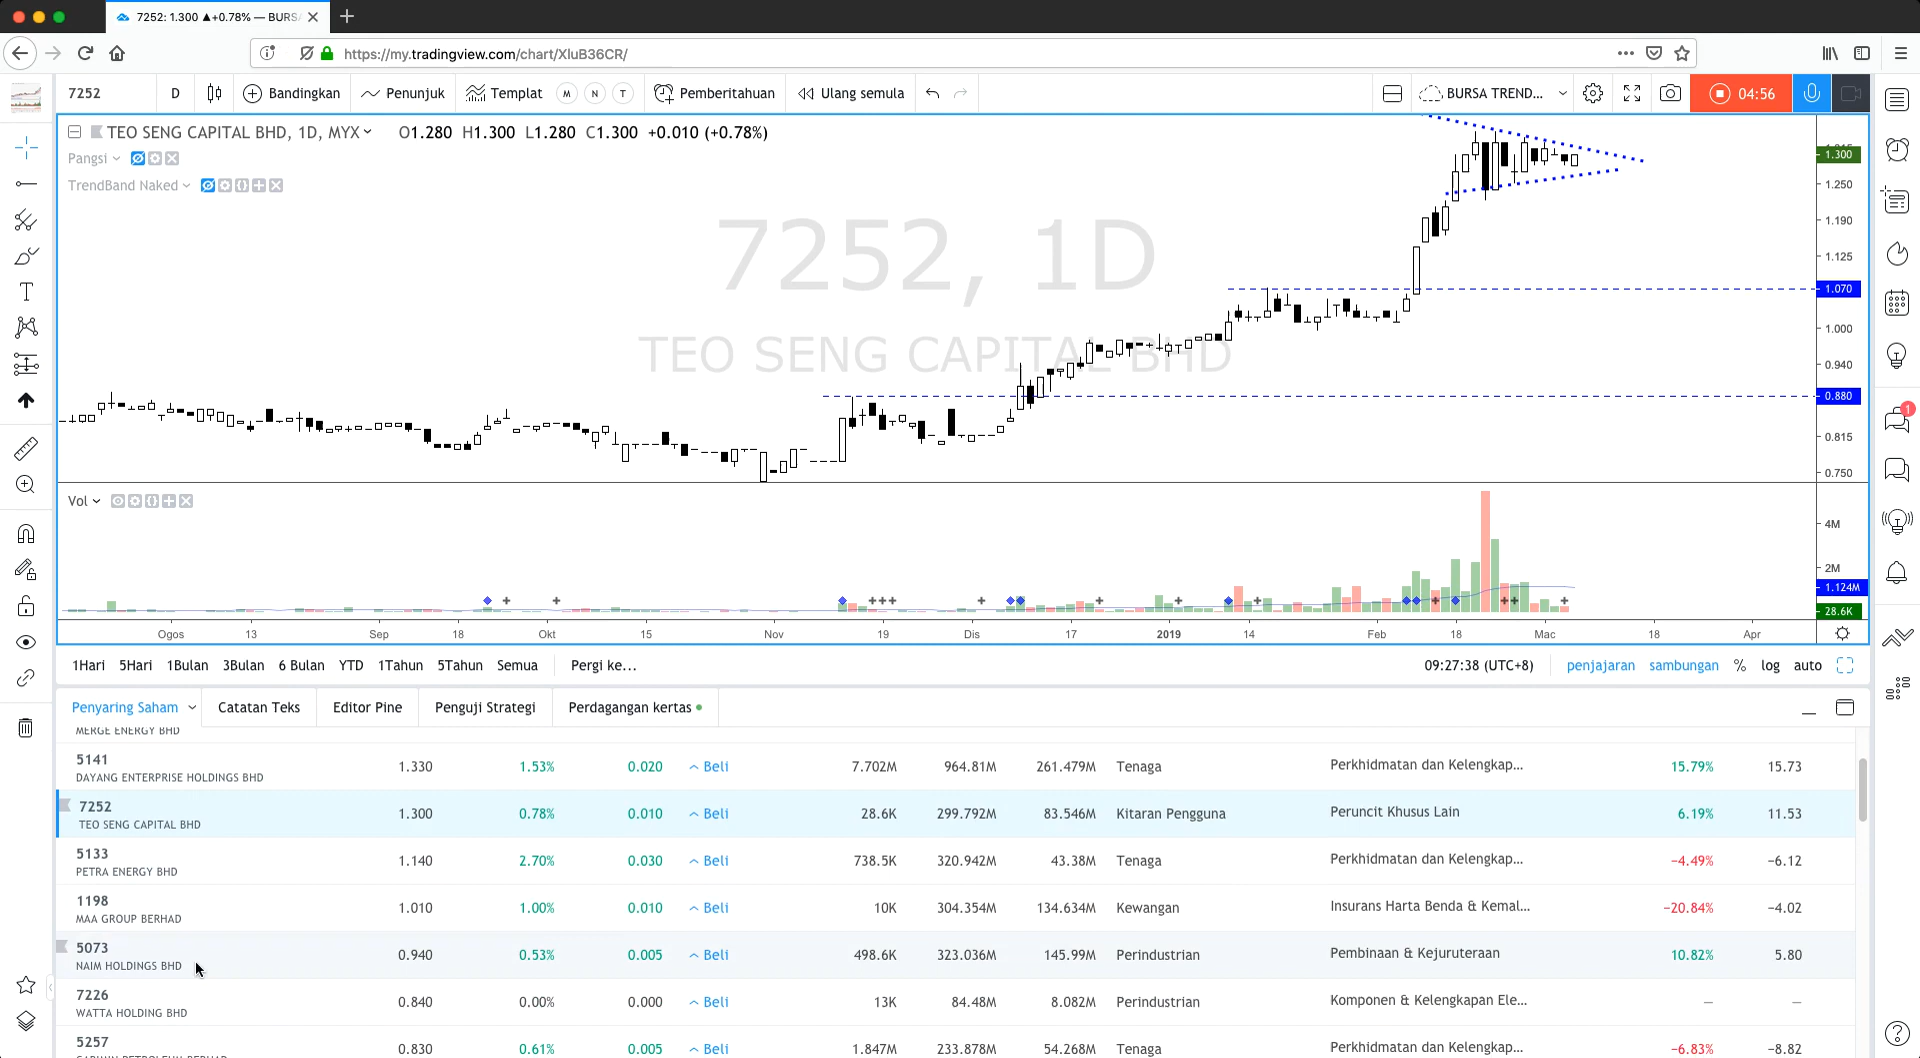 7252: 1.300 ▲+0.78% — BURS
https://my.tradingview.com/chart/XluB36CR/
7252 D Bandingkan Penunjuk Templat M N T Pemberitahuan Ulang semula BURSA TREND... 04:56
TEO SENG CAPITAL BHD, 1D, MYX O1.280 H1.300 L1.280 C1.300 +0.010 (+0.78%)
Pangsi
TrendBand Naked
7252, 1D
TEO SENG CAPITAL BHD
1.300
1.250
1.190
1.125
1.070
1.000
0.940
0.880
0.815
0.750
Vol
4M
2M
1.124M
28.6K
Ogos 13 Sep 18 Okt 15 Nov 19 Dis 17 2019 14 Feb 18 Mac 18 Apr
1
1Hari 5Hari 1Bulan 3Bulan 6 Bulan YTD 1Tahun 5Tahun Semua Pergi ke... 09:27:38 (UTC+8) penjajaran sambungan % log auto
Penyaring Saham Catatan Teks Editor Pine Penguji Strategi Perdagangan kertas
MERGE ENERGY BHD
5141
DAYANG ENTERPRISE HOLDINGS BHD
1.330 1.53% 0.020 Beli 7.702M 964.81M 261.479M Tenaga Perkhidmatan dan Kelengkap... 15.79% 15.73
7252
TEO SENG CAPITAL BHD
1.300 0.78% 0.010 Beli 28.6K 299.792M 83.546M Kitaran Pengguna Peruncit Khusus Lain 6.19% 11.53
5133
PETRA ENERGY BHD
1.140 2.70% 0.030 Beli 738.5K 320.942M 43.38M Tenaga Perkhidmatan dan Kelengkap... −4.49% −6.12
1198
MAA GROUP BERHAD
1.010 1.00% 0.010 Beli 10K 304.354M 134.634M Kewangan Insurans Harta Benda & Kemal... −20.84% −4.02
5073
NAIM HOLDINGS BHD
0.940 0.53% 0.005 Beli 498.6K 323.036M 145.99M Perindustrian Pembinaan & Kejuruteraan 10.82% 5.80
7226
WATTA HOLDING BHD
0.840 0.00% 0.000 Beli 13K 84.48M 8.082M Perindustrian Komponen & Kelengkapan Ele... — —
5257
0.830 0.61% 0.005 Beli 1.847M 233.878M 54.268M Tenaga Perkhidmatan dan Kelengkap... −6.83% −8.82